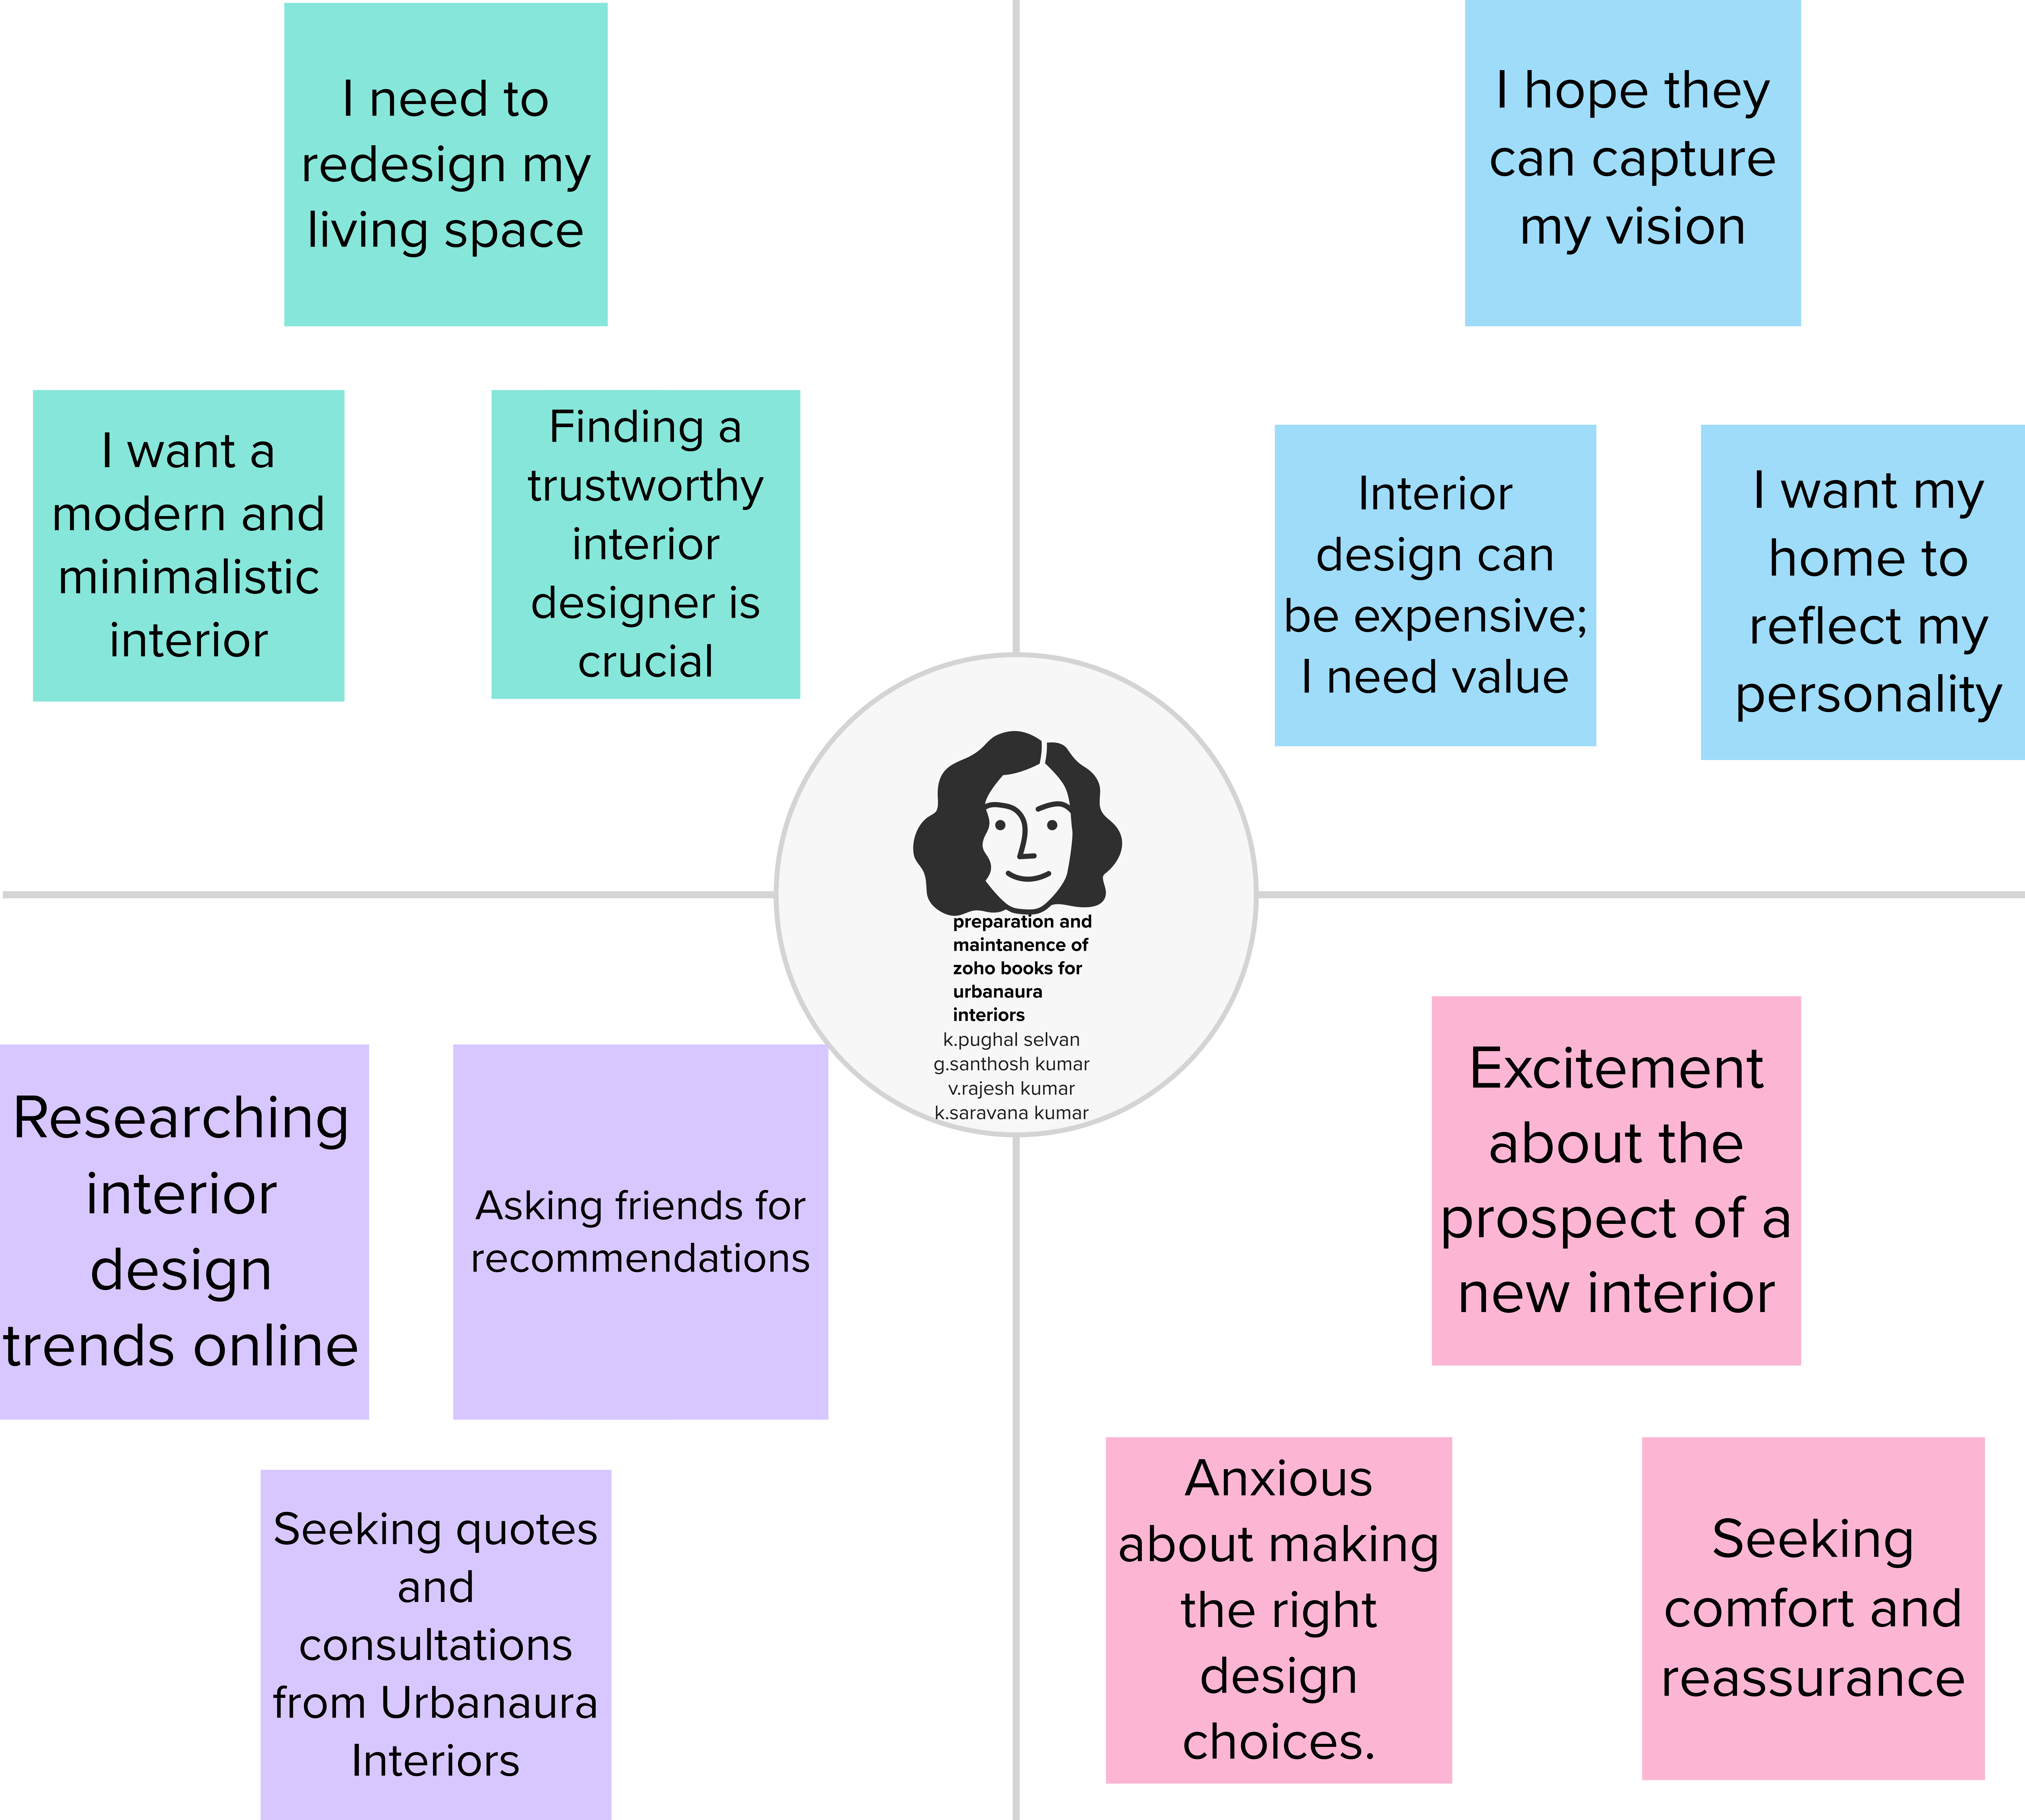 I need to
redesign my
living space
I want a
modern and
minimalistic
interior
Finding a
trustworthy
interior
designer is
crucial
I hope they
can capture
my vision
Interior
design can
be expensive;
I need value
I want my
home to
reflect my
personality
preparation and
maintanence of
zoho books for
urbanaura
interiors
k.pughal selvan
g.santhosh kumar
v.rajesh kumar
k.saravana kumar
Researching
interior
design
trends online
Asking friends for
recommendations
Seeking quotes
and
consultations
from Urbanaura
Interiors
Excitement
about the
prospect of a
new interior
Anxious
about making
the right
design
choices.
Seeking
comfort and
reassurance